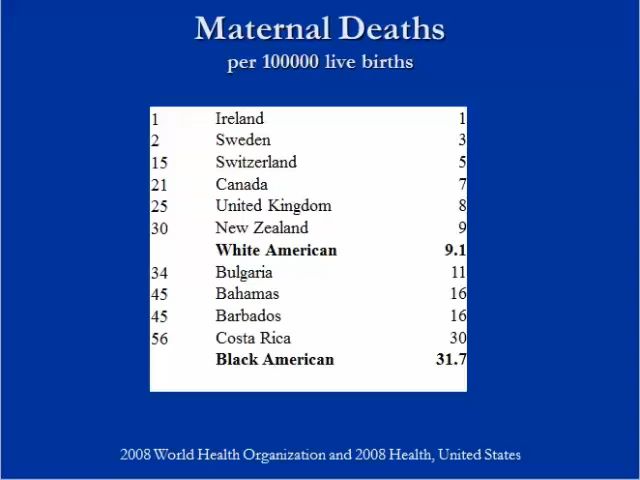 Maternal Deaths
per 100000 live births
1 Ireland 1
2 Sweden 3
15 Switzerland 5
21 Canada 7
25 United Kingdom 8
30 New Zealand 9
White American 9.1
34 Bulgaria 11
45 Bahamas 16
45 Barbados 16
56 Costa Rica 30
Black American 31.7
2008 World Health Organization and 2008 Health, United States